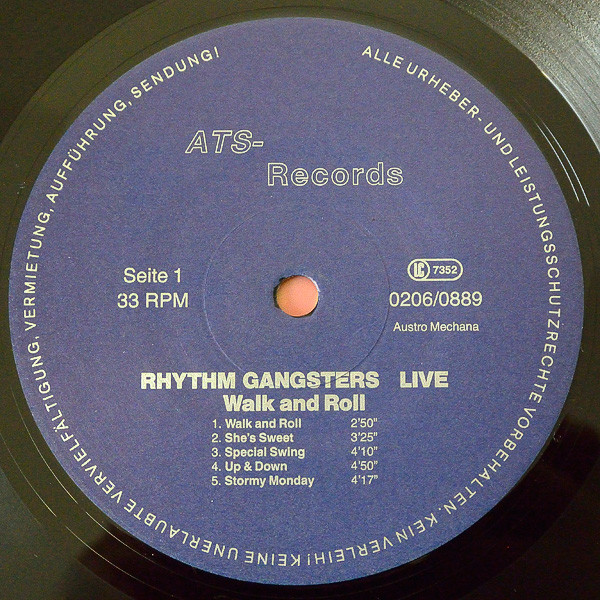 ALLE URHEBER- UND LEISTUNGSSCHUTZRECHTE VORBEHALTEN. KEIN VERLEIH! KEINE UNERLAUBTE VERVIELFÄLTIGUNG, VERMIETUNG, AUFFÜHRUNG, SENDUNG!
ATS-
Records
Seite 1
LC 7352
33 RPM
0206/0889
Austro Mechana
RHYTHM GANGSTERS LIVE
Walk and Roll
1. Walk and Roll 2'50"
2. She's Sweet 3'25"
3. Special Swing 4'10"
4. Up & Down 4'50"
5. Stormy Monday 4'17"